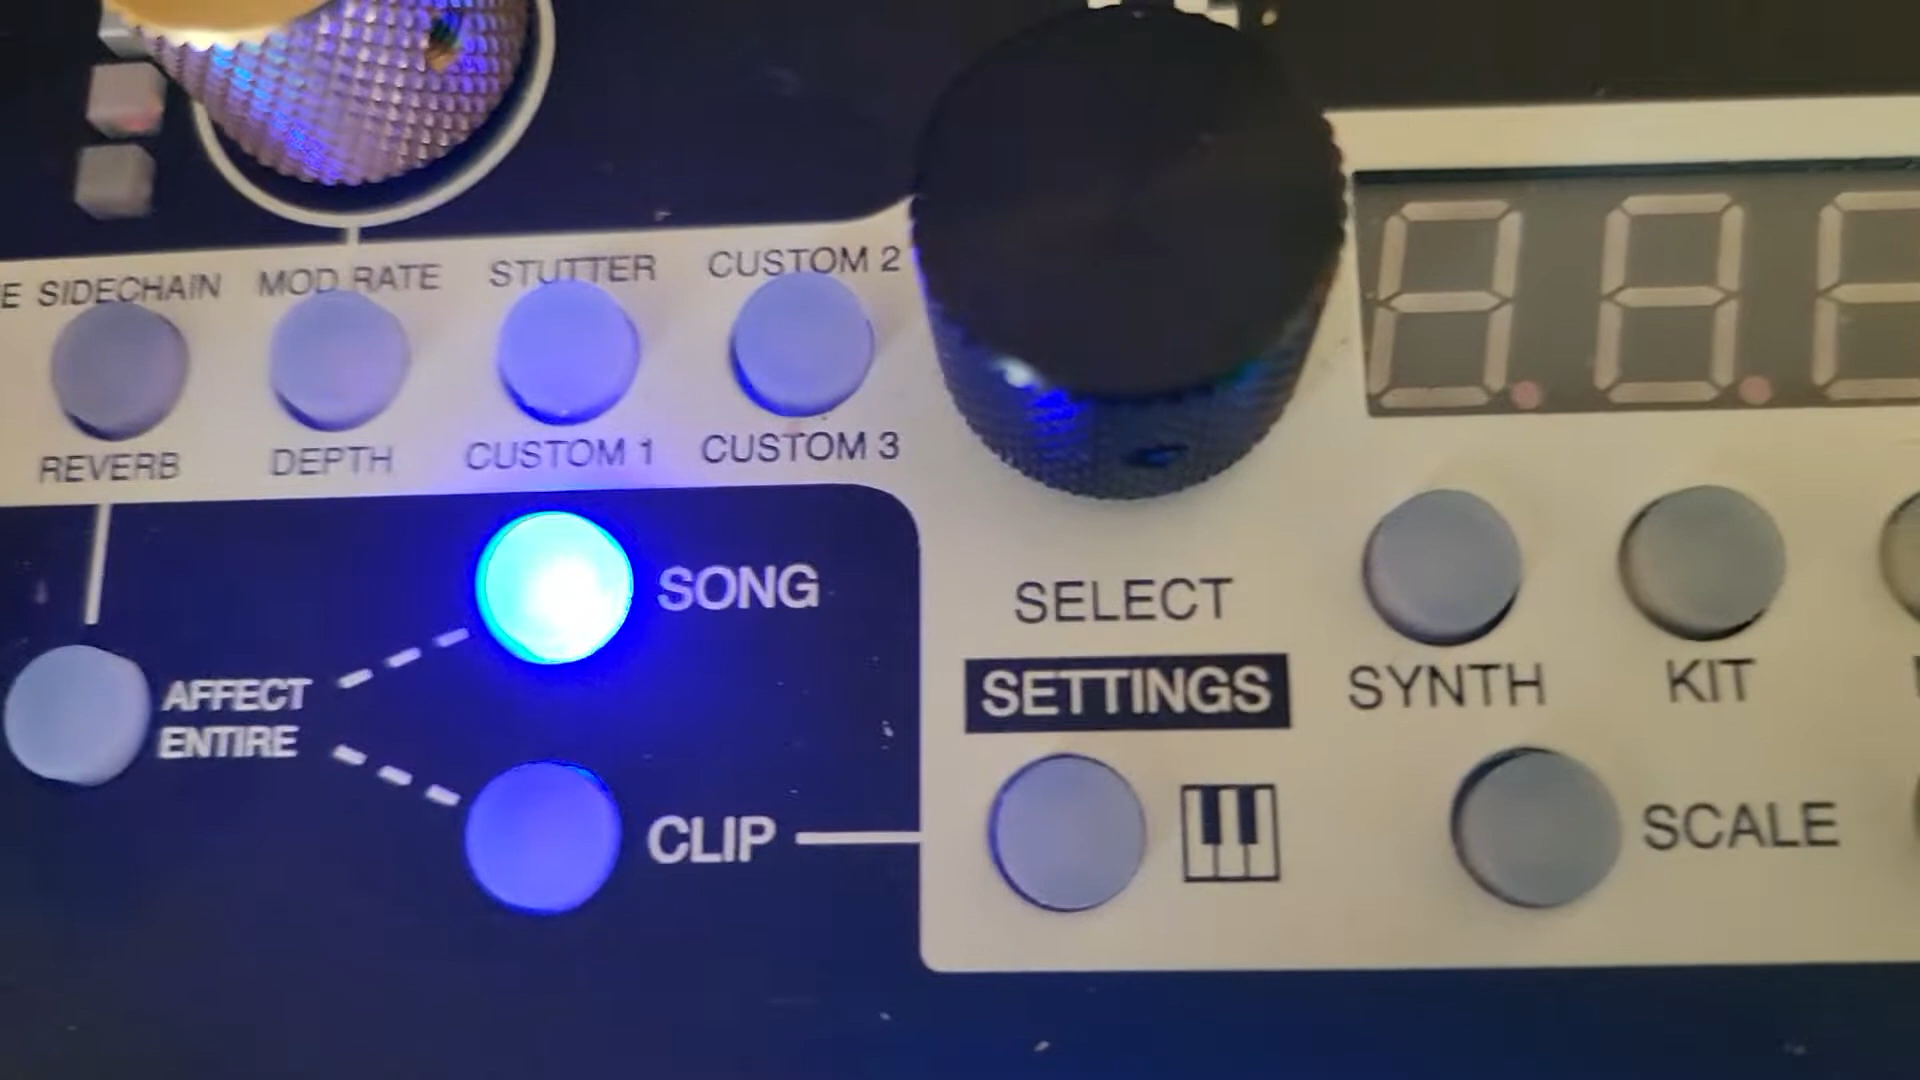 E SIDECHAIN MOD RATE STUTTER CUSTOM 2
REVERB DEPTH CUSTOM 1 CUSTOM 3
SONG
AFFECT
ENTIRE
CLIP
SELECT
SETTINGS
SYNTH KIT
SCALE